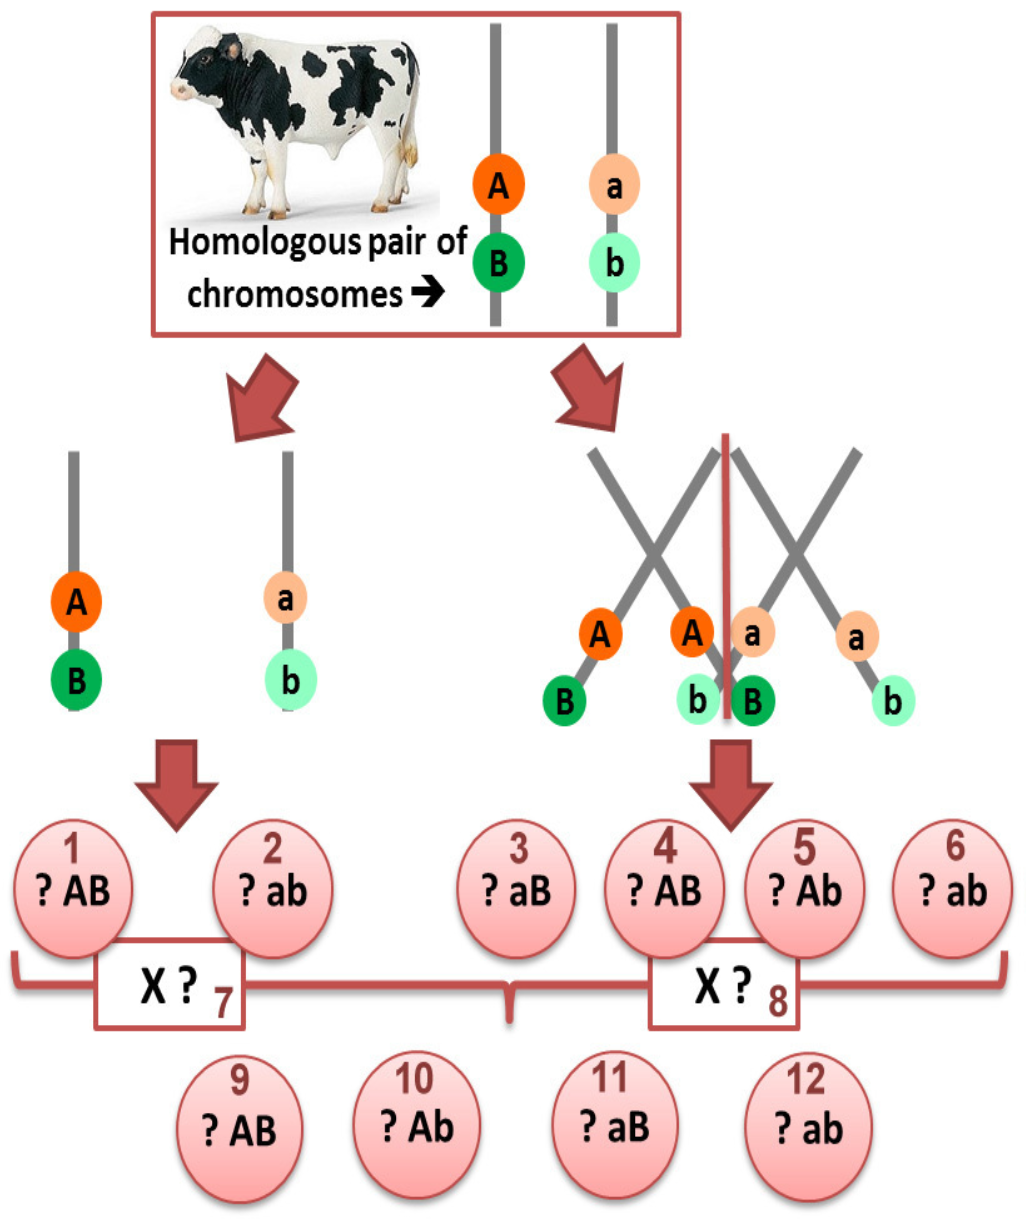 A a
Homologous pair of
B b
chromosomes →
A a
B b
A A a a
B b B b
1 2 3 4 5 6
? AB ? ab ? aB ? AB ? Ab ? ab
X ? 7 X ? 8
9 10 11 12
? AB ? Ab ? aB ? ab